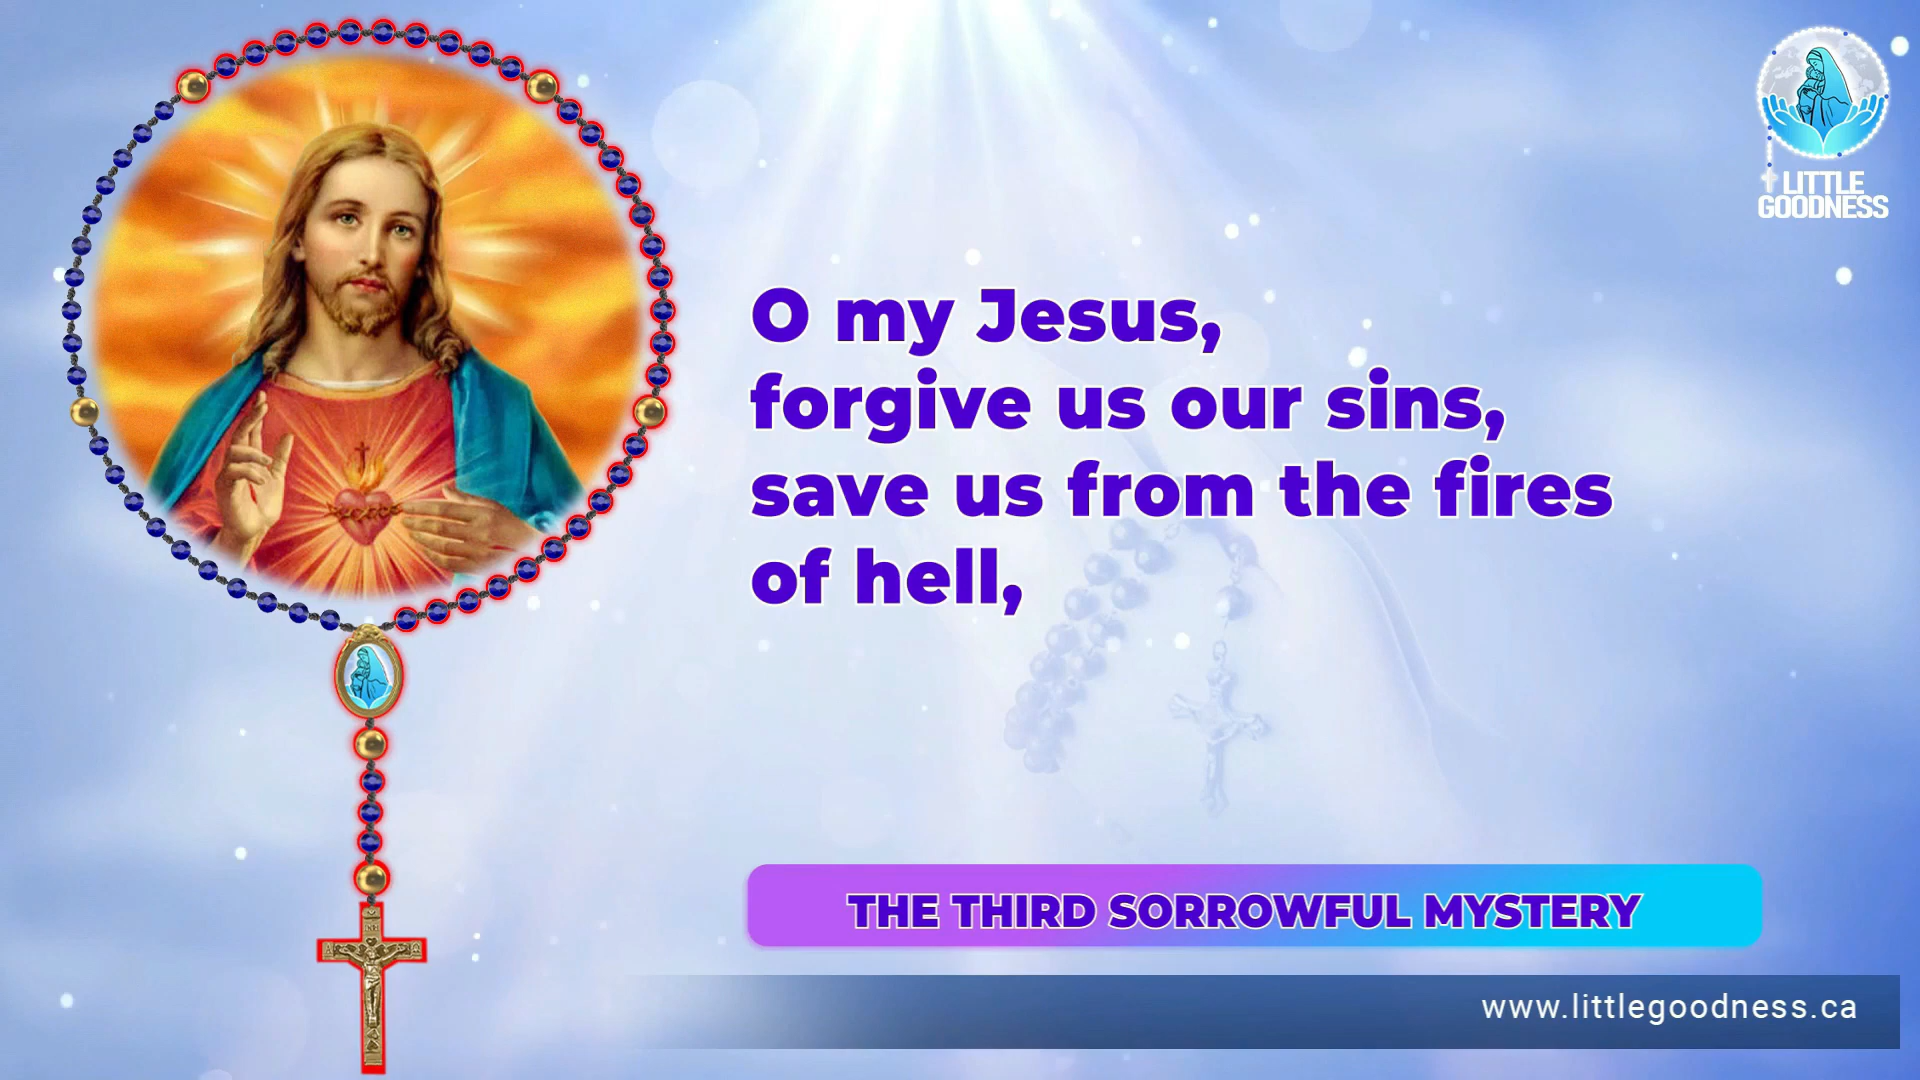 LITTLE
GOODNESS
O my Jesus,
forgive us our sins,
save us from the fires
of hell,
THE THIRD SORROWFUL MYSTERY
www.littlegoodness.ca
INRI